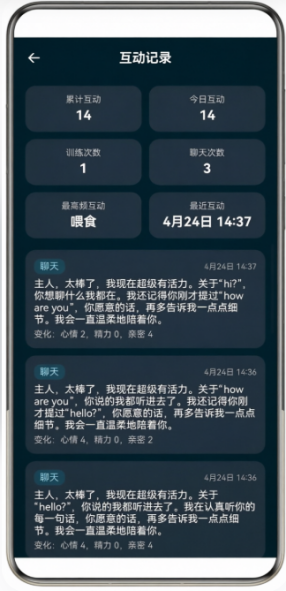 互动记录
累计互动
14
今日互动
14
训练次数
1
聊天次数
3
最高频互动
喂食
最近互动
4月24日 14:37
聊天
4月24日 14:37
主人，太棒了，我现在超级有活力。关于“hi?”，
你想聊什么我都在。我还记得你刚才提过“how
are you”，你愿意的话，再多告诉我一点点细
节。我会一直温柔地陪着你。
变化：心情 2，精力 0，亲密 4
聊天
4月24日 14:36
主人，太棒了，我现在超级有活力。关于“how
are you”，你说的我都听进去了。我还记得你刚
才提过“hello?”，你愿意的话，再多告诉我一点点
细节。我会一直温柔地陪着你。
变化：心情 4，精力 0，亲密 2
聊天
4月24日 14:36
主人，太棒了，我现在超级有活力。关于
“hello?”，你说的我都听进去了。我在认真听你的
每一句话，你愿意的话，再多告诉我一点点细
节。我会一直温柔地陪着你。
变化：心情 4，精力 0，亲密 4